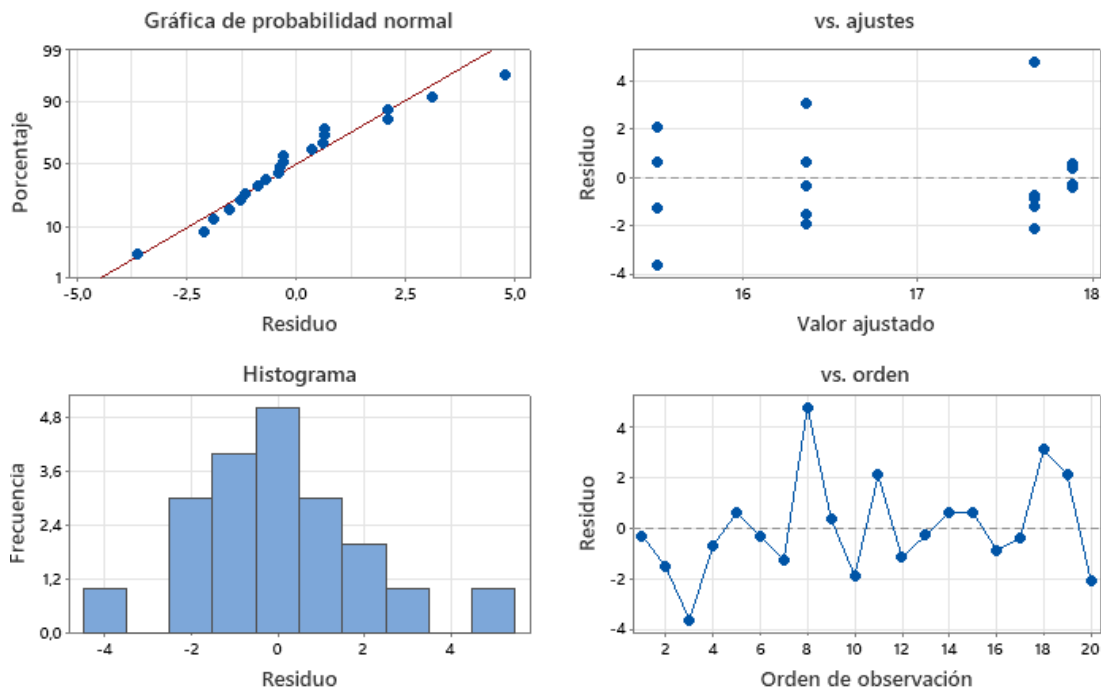 Gráfica de probabilidad normal
99
90
50
10
1
Porcentaje
-5,0 -2,5 0,0 2,5 5,0
Residuo
vs. ajustes
4
2
0
-2
-4
Residuo
16 17 18
Valor ajustado
Histograma
4,8
3,6
2,4
1,2
0,0
Frecuencia
-4 -2 0 2 4
Residuo
vs. orden
4
2
0
-2
-4
Residuo
2 4 6 8 10 12 14 16 18 20
Orden de observación